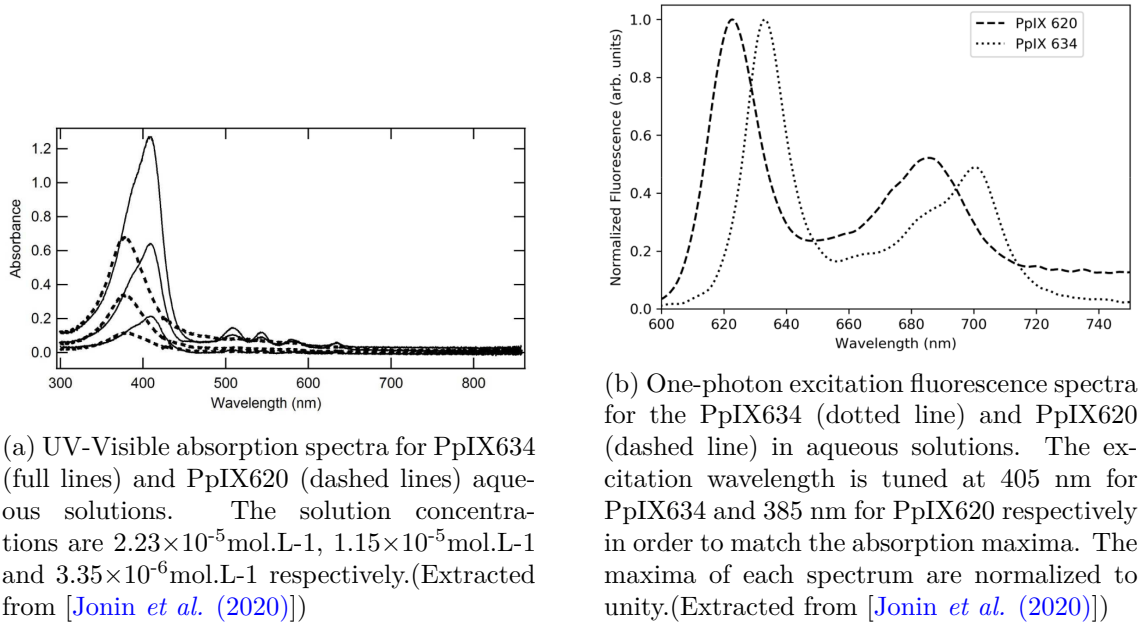 1.2
1.0
0.8
0.6
0.4
0.2
0.0
Absorbance
300 400 500 600 700 800
Wavelength (nm)
(a) UV-Visible absorption spectra for PpIX634
(full lines) and PpIX620 (dashed lines) aque-
ous solutions. The solution concentra-
tions are 2.23×10-5mol.L-1, 1.15×10-5mol.L-1
and 3.35×10-6mol.L-1 respectively.(Extracted
from [Jonin et al. (2020)])
PpIX 620
PpIX 634
1.0
0.8
0.6
0.4
0.2
0.0
Normalized Fluorescence (arb. units)
600 620 640 660 680 700 720 740
Wavelength (nm)
(b) One-photon excitation fluorescence spectra
for the PpIX634 (dotted line) and PpIX620
(dashed line) in aqueous solutions. The ex-
citation wavelength is tuned at 405 nm for
PpIX634 and 385 nm for PpIX620 respectively
in order to match the absorption maxima. The
maxima of each spectrum are normalized to
unity.(Extracted from [Jonin et al. (2020)])